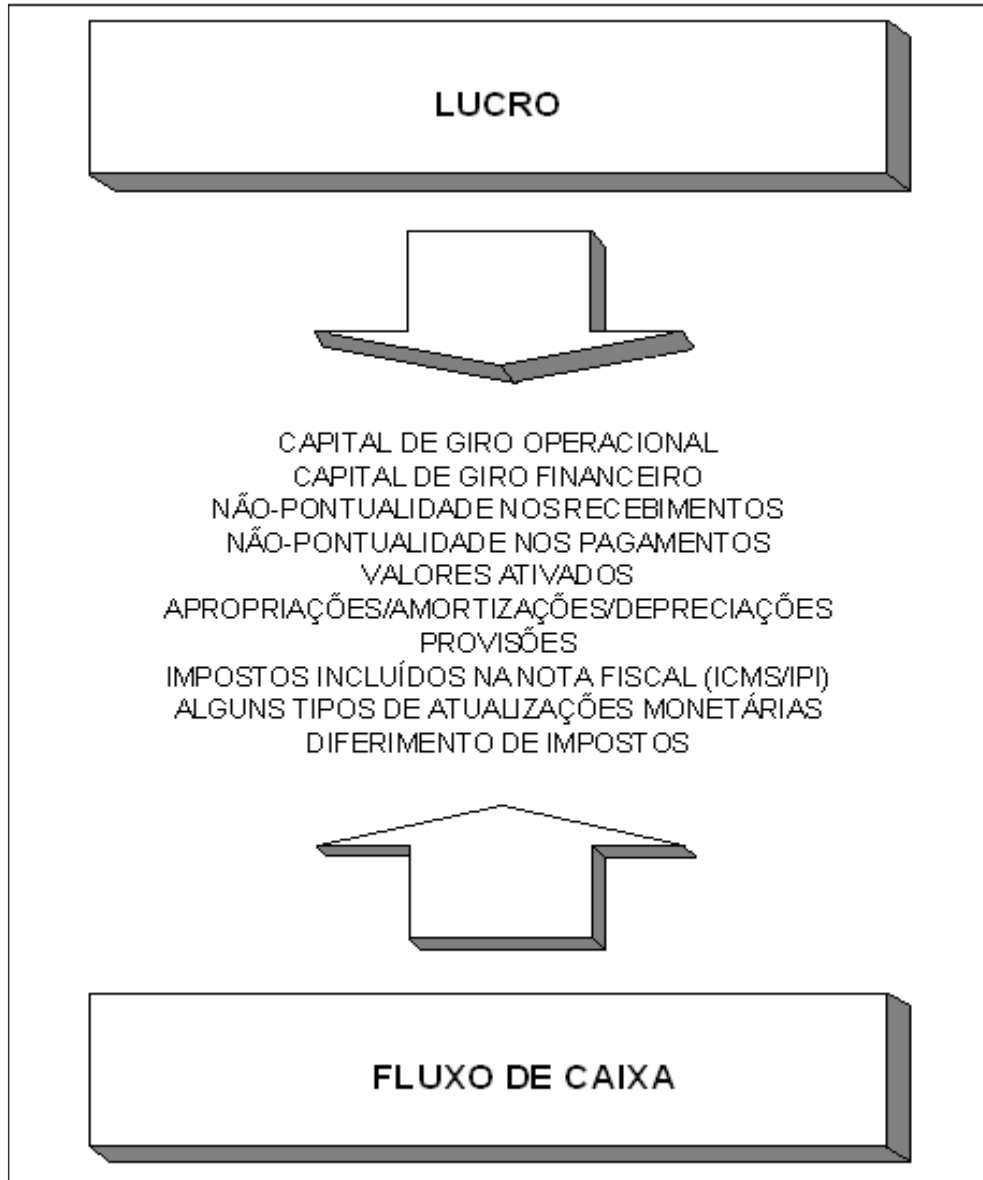 LUCRO
CAPITAL DE GIRO OPERACIONAL
CAPITAL DE GIRO FINANCEIRO
NÃO-PONTUALIDADE NOS RECEBIMENTOS
NÃO-PONTUALIDADE NOS PAGAMENTOS
VALORES ATIVADOS
APROPRIAÇÕES/AMORTIZAÇÕES/DEPRECIAÇÕES
PROVISÕES
IMPOSTOS INCLUÍDOS NA NOTA FISCAL (ICMS/IPI)
ALGUNS TIPOS DE ATUALIZAÇÕES MONETÁRIAS
DIFERIMENTO DE IMPOSTOS
FLUXO DE CAIXA